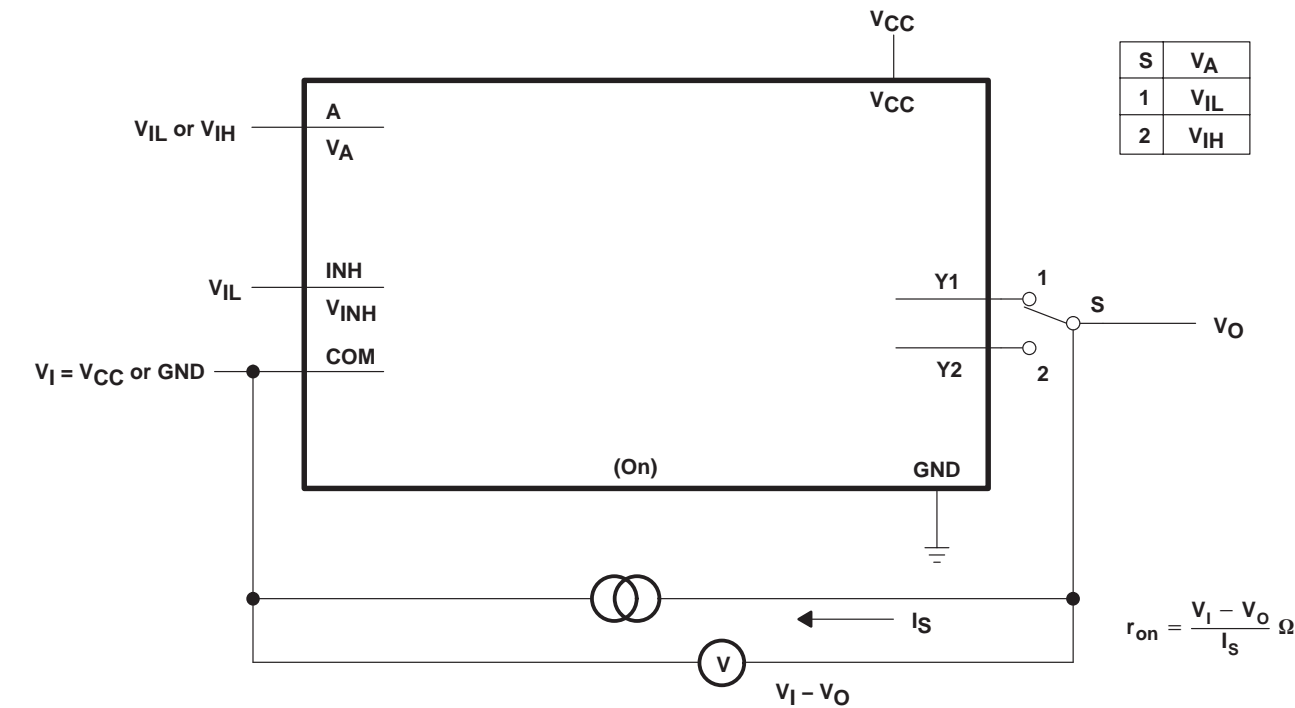 VCC
S VA
1 VIL
2 VIH
VCC
VIL or VIH
A
VA
VIL
INH
VINH
Y1
1
S
VO
VI = VCC or GND
COM
Y2
2
(On)
GND
IS
ron = VI − VO / IS Ω
V
VI – VO